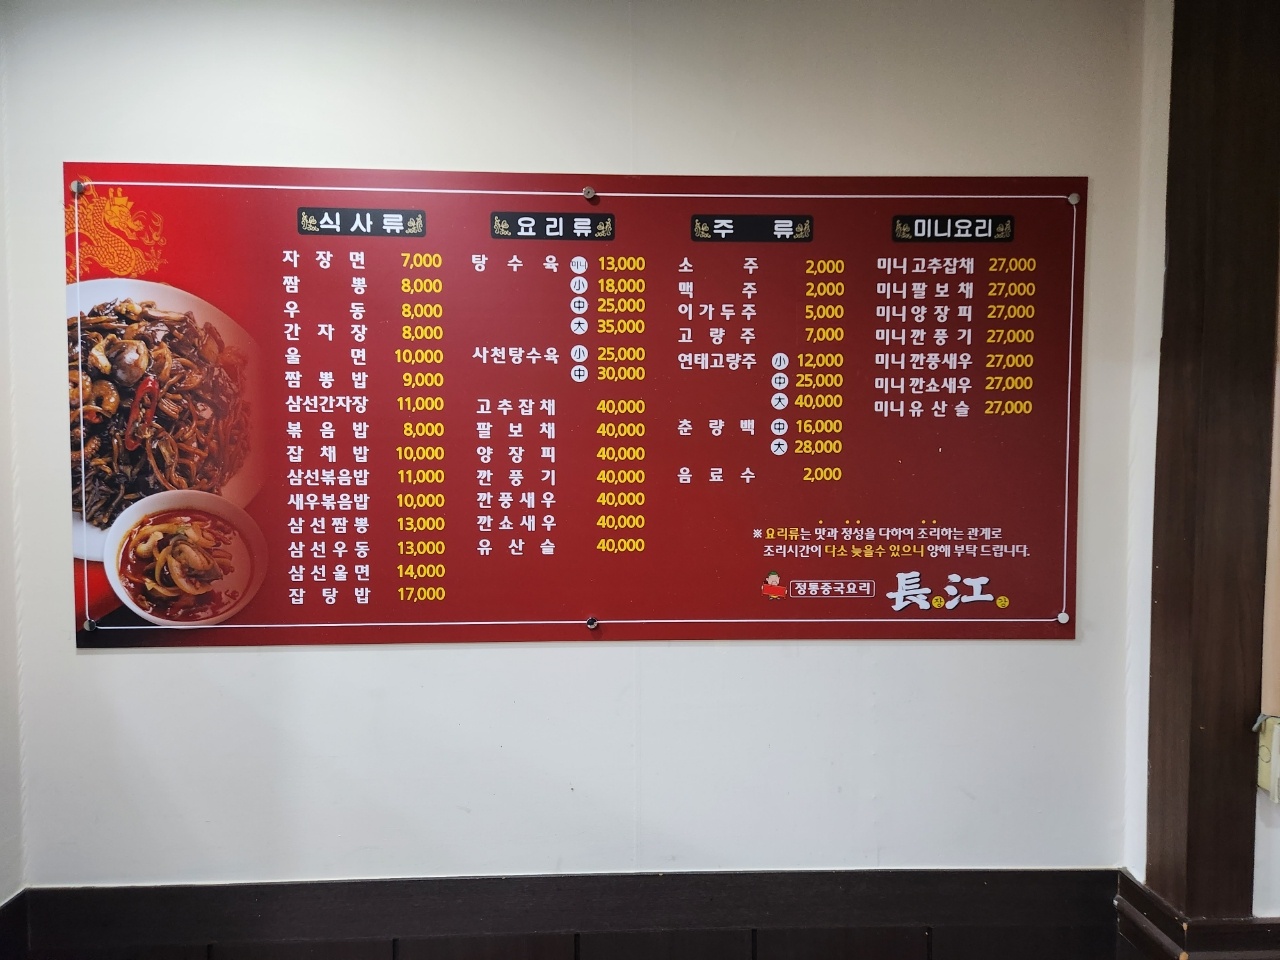 식사류
자장면 7,000
짬뽕 8,000
우동 8,000
간자장 8,000
울면 10,000
짬뽕밥 9,000
삼선간자장 11,000
볶음밥 8,000
잡채밥 10,000
삼선볶음밥 11,000
새우볶음밥 10,000
삼선짬뽕 13,000
삼선우동 13,000
삼선울면 14,000
잡탕밥 17,000
요리류
탕수육 미니 13,000
小 18,000
中 25,000
大 35,000
사천탕수육 小 25,000
中 30,000
고추잡채 40,000
팔보채 40,000
양장피 40,000
깐풍기 40,000
깐풍새우 40,000
깐쇼새우 40,000
유산슬 40,000
주류
소주 2,000
맥주 2,000
이가두주 5,000
고량주 7,000
연태고량주 小 12,000
中 25,000
大 40,000
춘량백 中 16,000
大 28,000
음료수 2,000
미니요리
미니고추잡채 27,000
미니팔보채 27,000
미니양장피 27,000
미니깐풍기 27,000
미니깐풍새우 27,000
미니깐쇼새우 27,000
미니유산슬 27,000
※ 요리류는 맛과 정성을 다하여 조리하는 관계로
조리시간이 다소 늦을수 있으니 양해 부탁 드립니다.
정통중국요리 長장江강